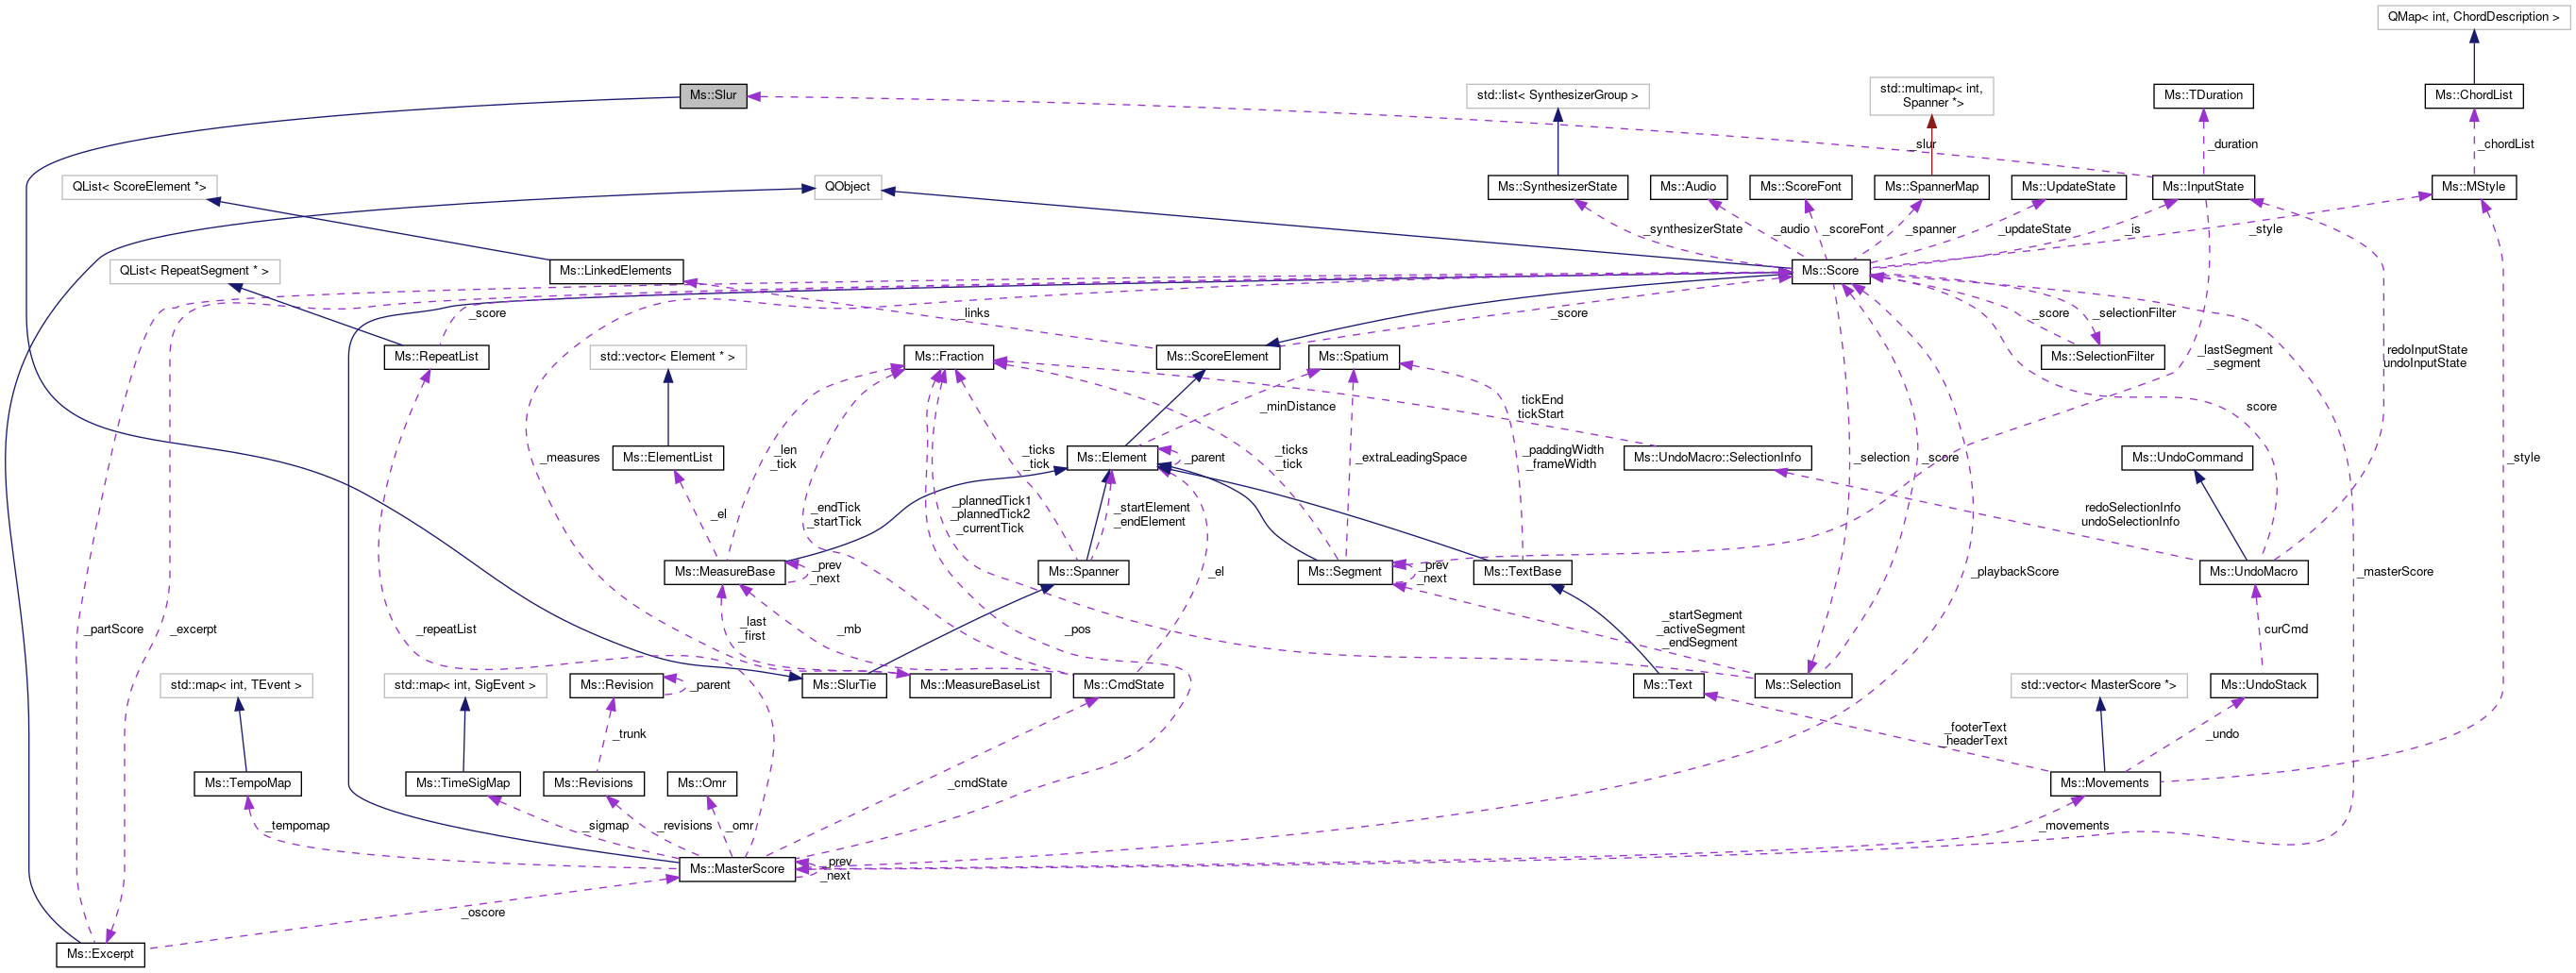 QMap< int, ChordDescription >
Ms::Slur
std::list< SynthesizerGroup >
std::multimap< int,
Spanner *>
Ms::TDuration
Ms::ChordList
_slur
_duration
_chordList
QList< ScoreElement *>
QObject
Ms::SynthesizerState
Ms::Audio
Ms::ScoreFont
Ms::SpannerMap
Ms::UpdateState
Ms::InputState
Ms::MStyle
_synthesizerState
_audio
_scoreFont
_spanner
_updateState
_is
_style
QList< RepeatSegment * >
Ms::LinkedElements
Ms::Score
_score
_links
_score
_score
_selectionFilter
_lastSegment
_segment
redoInputState
undoInputState
Ms::RepeatList
std::vector< Element * >
Ms::Fraction
Ms::ScoreElement
Ms::Spatium
Ms::SelectionFilter
_minDistance
tickEnd
tickStart
score
_measures
Ms::ElementList
_len
_tick
_ticks
_tick
Ms::Element
_parent
_ticks
_tick
_extraLeadingSpace
_paddingWidth
_frameWidth
Ms::UndoMacro::SelectionInfo
_selection
_score
Ms::UndoCommand
_style
_el
_endTick
_startTick
_plannedTick1
_plannedTick2
_currentTick
_startElement
_endElement
redoSelectionInfo
undoSelectionInfo
Ms::MeasureBase
_prev
_next
Ms::Spanner
_el
Ms::Segment
_prev
_next
Ms::TextBase
_playbackScore
Ms::UndoMacro
_masterScore
_partScore
_excerpt
_repeatList
_last
_first
_mb
_pos
_startSegment
_activeSegment
_endSegment
curCmd
std::map< int, TEvent >
std::map< int, SigEvent >
Ms::Revision
_parent
Ms::SlurTie
Ms::MeasureBaseList
Ms::CmdState
Ms::Text
Ms::Selection
std::vector< MasterScore *>
Ms::UndoStack
_trunk
_footerText
_headerText
_undo
Ms::TempoMap
Ms::TimeSigMap
Ms::Revisions
Ms::Omr
_cmdState
Ms::Movements
_tempomap
_sigmap
_revisions
_omr
_movements
Ms::MasterScore
_prev
_next
_oscore
Ms::Excerpt